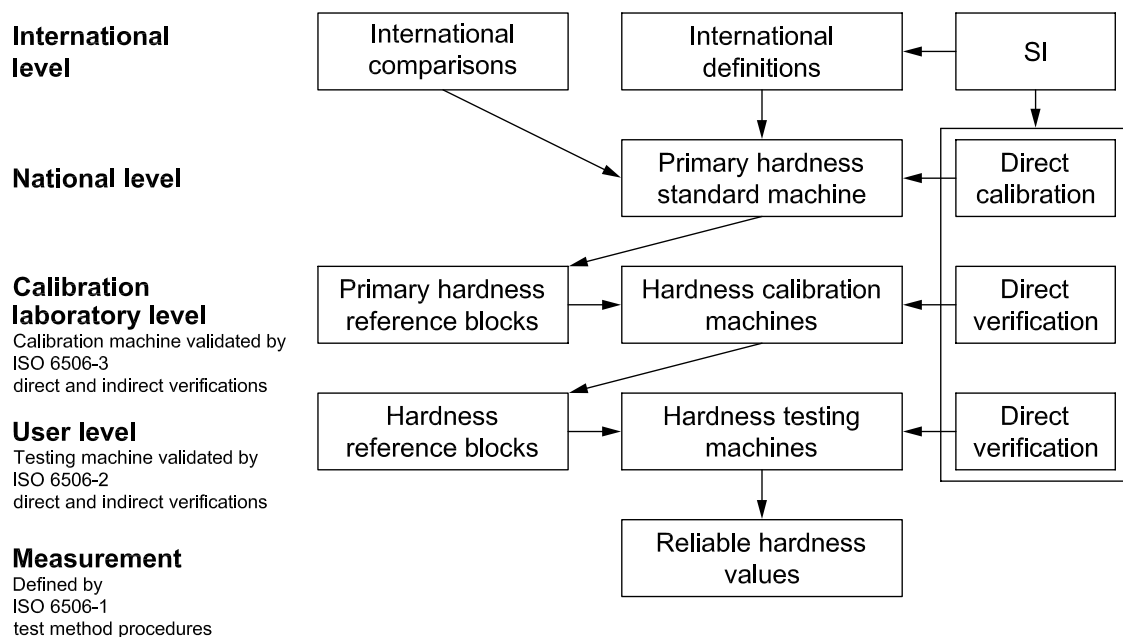 International
level
International
comparisons
International
definitions
SI
National level
Primary hardness
standard machine
Direct
calibration
Calibration
laboratory level
Calibration machine validated by
ISO 6506-3
direct and indirect verifications
Primary hardness
reference blocks
Hardness calibration
machines
Direct
verification
User level
Testing machine validated by
ISO 6506-2
direct and indirect verifications
Hardness
reference blocks
Hardness testing
machines
Direct
verification
Measurement
Defined by
ISO 6506-1
test method procedures
Reliable hardness
values